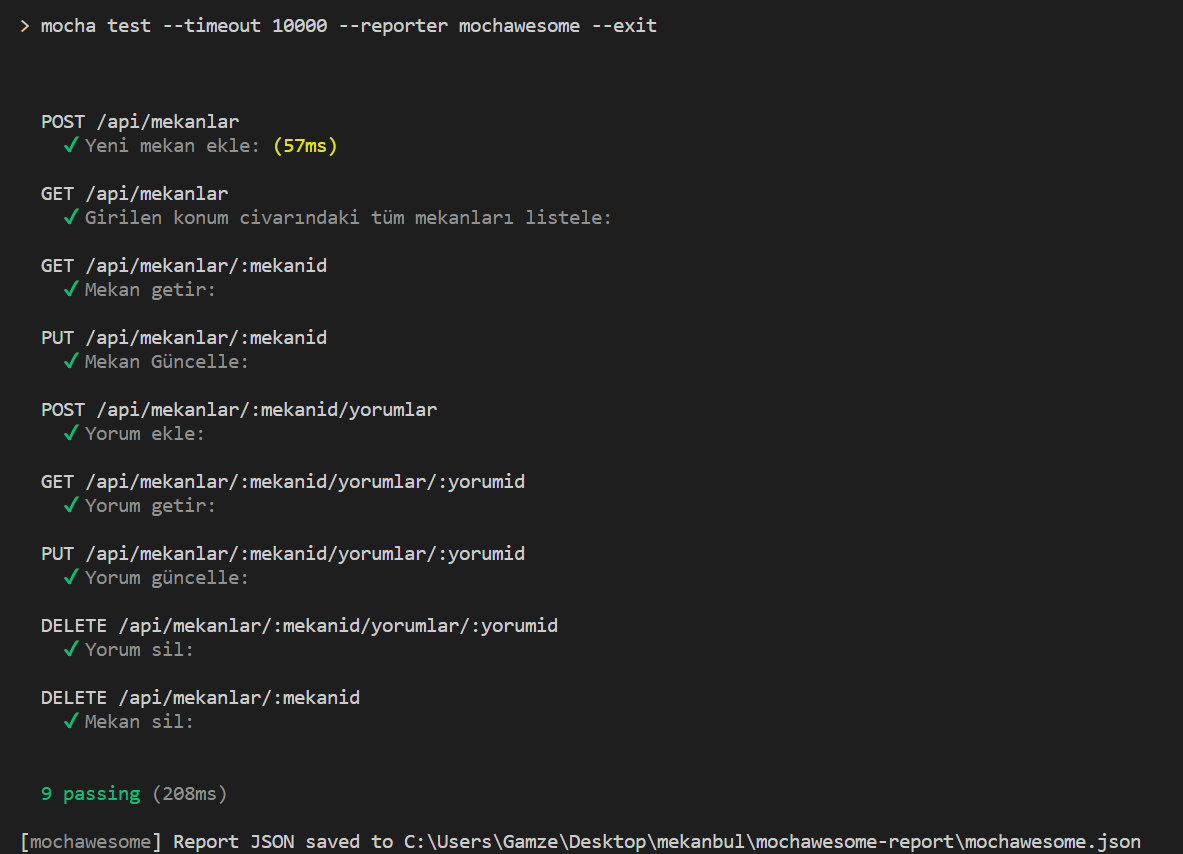 > mocha test --timeout 10000 --reporter mochawesome --exit
POST /api/mekanlar
✓ Yeni mekan ekle: (57ms)
GET /api/mekanlar
✓ Girilen konum civarındaki tüm mekanları listele:
GET /api/mekanlar/:mekanid
✓ Mekan getir:
PUT /api/mekanlar/:mekanid
✓ Mekan Güncelle:
POST /api/mekanlar/:mekanid/yorumlar
✓ Yorum ekle:
GET /api/mekanlar/:mekanid/yorumlar/:yorumid
✓ Yorum getir:
PUT /api/mekanlar/:mekanid/yorumlar/:yorumid
✓ Yorum güncelle:
DELETE /api/mekanlar/:mekanid/yorumlar/:yorumid
✓ Yorum sil:
DELETE /api/mekanlar/:mekanid
✓ Mekan sil:
9 passing (208ms)
[mochawesome] Report JSON saved to C:\Users\Gamze\Desktop\mekanbul\mochawesome-report\mochawesome.json